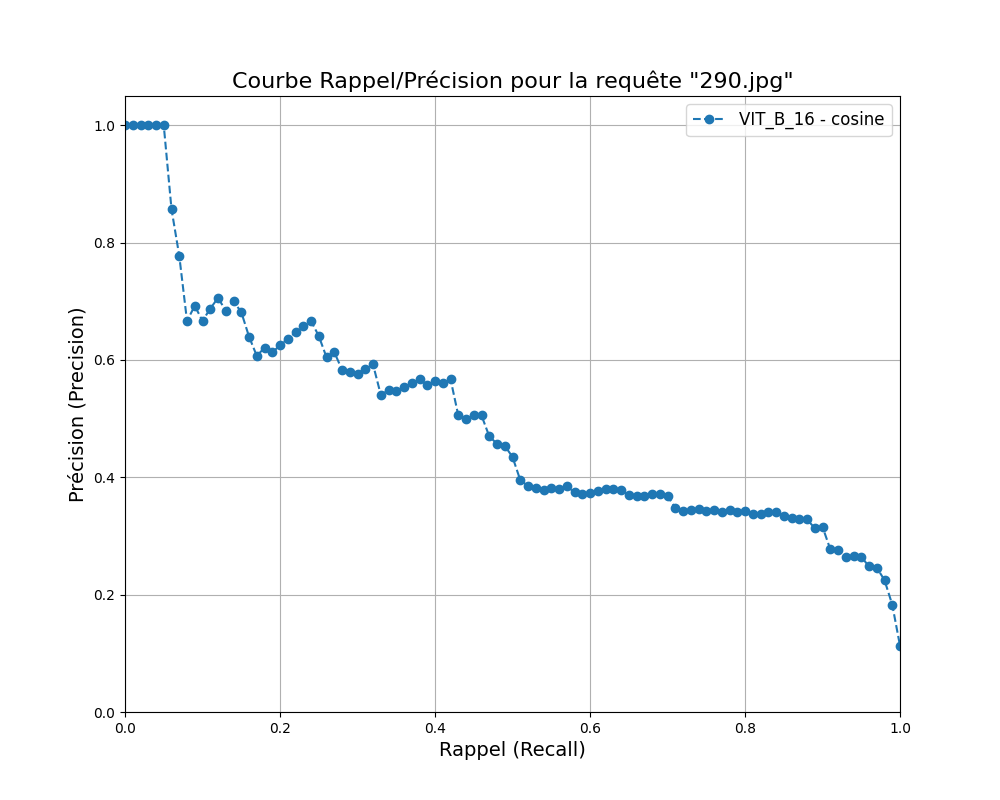 Courbe Rappel/Précision pour la requête "290.jpg"
VIT_B_16 - cosine
Précision (Precision)
1.0
0.8
0.6
0.4
0.2
0.0
0.0 0.2 0.4 0.6 0.8 1.0
Rappel (Recall)